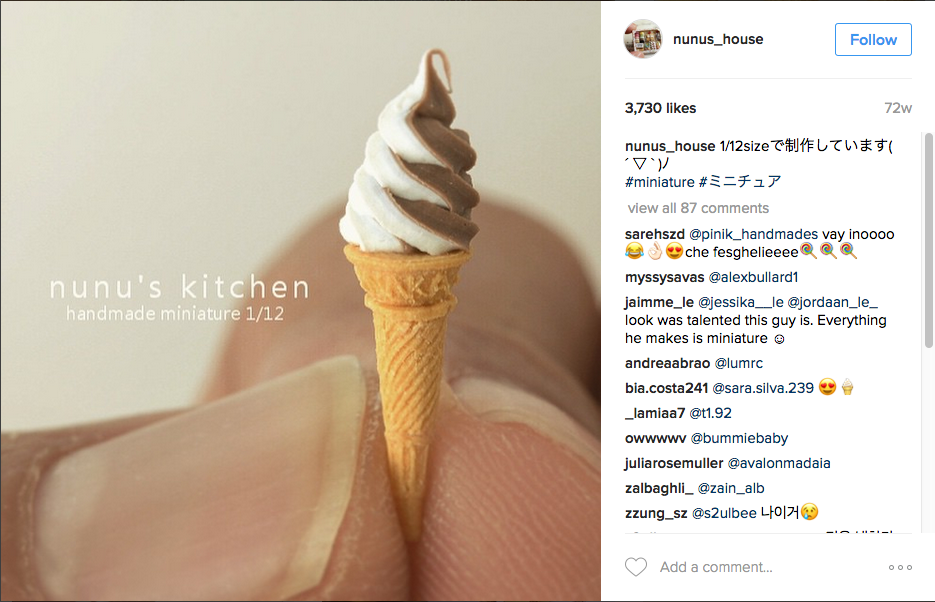 nunu's kitchen
handmade miniature 1/12
nunus_house
Follow
3,730 likes
72w
nunus_house 1/12sizeで制作しています(
´ ▽ ` )ﾉ
#miniature #ミニチュア
view all 87 comments
sarehszd @pinik_handmades vay inoooo
😂👌🏻😍che fesghelieeee🍭🍭🍭
myssysavas @alexbullard1
jaimme_le @jessika__le @jordaan_le_
look was talented this guy is. Everything
he makes is miniature ☺
andreaabrao @lumrc
bia.costa241 @sara.silva.239 😍🍦
_lamiaa7 @t1.92
owwwwv @bummiebaby
juliarosemuller @avalonmadaia
zalbaghli_ @zain_alb
zzung_sz @s2ulbee 나이거😢
Add a comment...